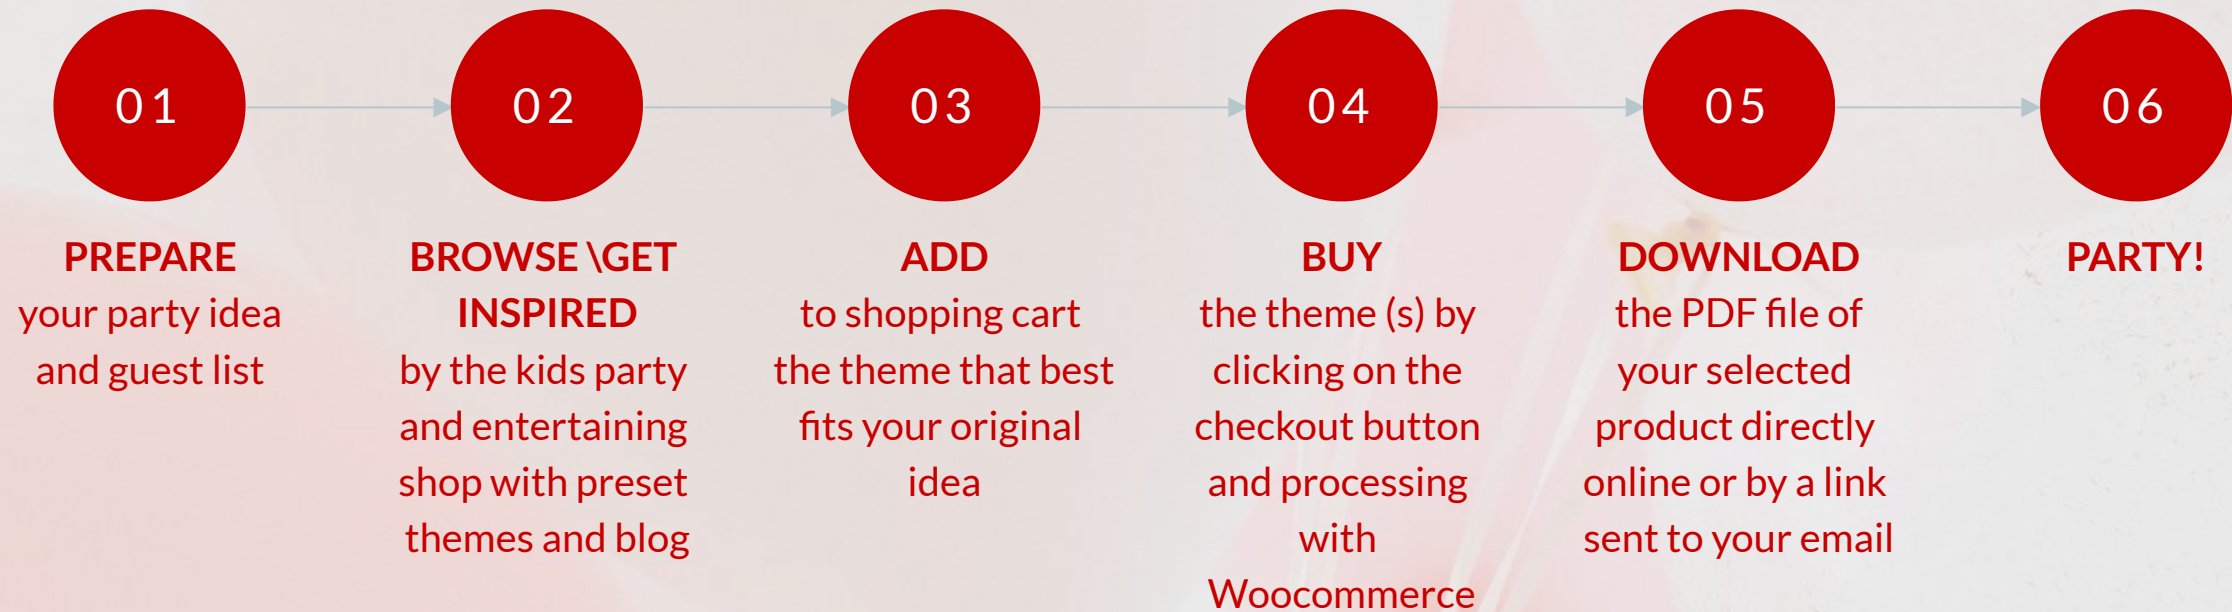 01
PREPARE
your party idea
and guest list
02
BROWSE \GET
INSPIRED
by the kids party
and entertaining
shop with preset
themes and blog
03
ADD
to shopping cart
the theme that best
fits your original
idea
04
BUY
the theme (s) by
clicking on the
checkout button
and processing
with
Woocommerce
05
DOWNLOAD
the PDF file of
your selected
product directly
online or by a link
sent to your email
06
PARTY!